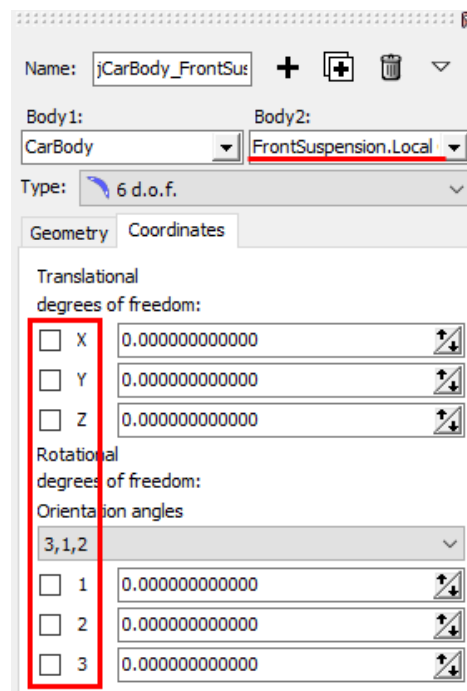 Name: jCarBody_FrontSus
Body1: Body2:
CarBody FrontSuspension.Local
Type: 6 d.o.f.
Geometry Coordinates
Translational
degrees of freedom:
X 0.000000000000
Y 0.000000000000
Z 0.000000000000
Rotational
degrees of freedom:
Orientation angles
3,1,2
1 0.000000000000
2 0.000000000000
3 0.000000000000